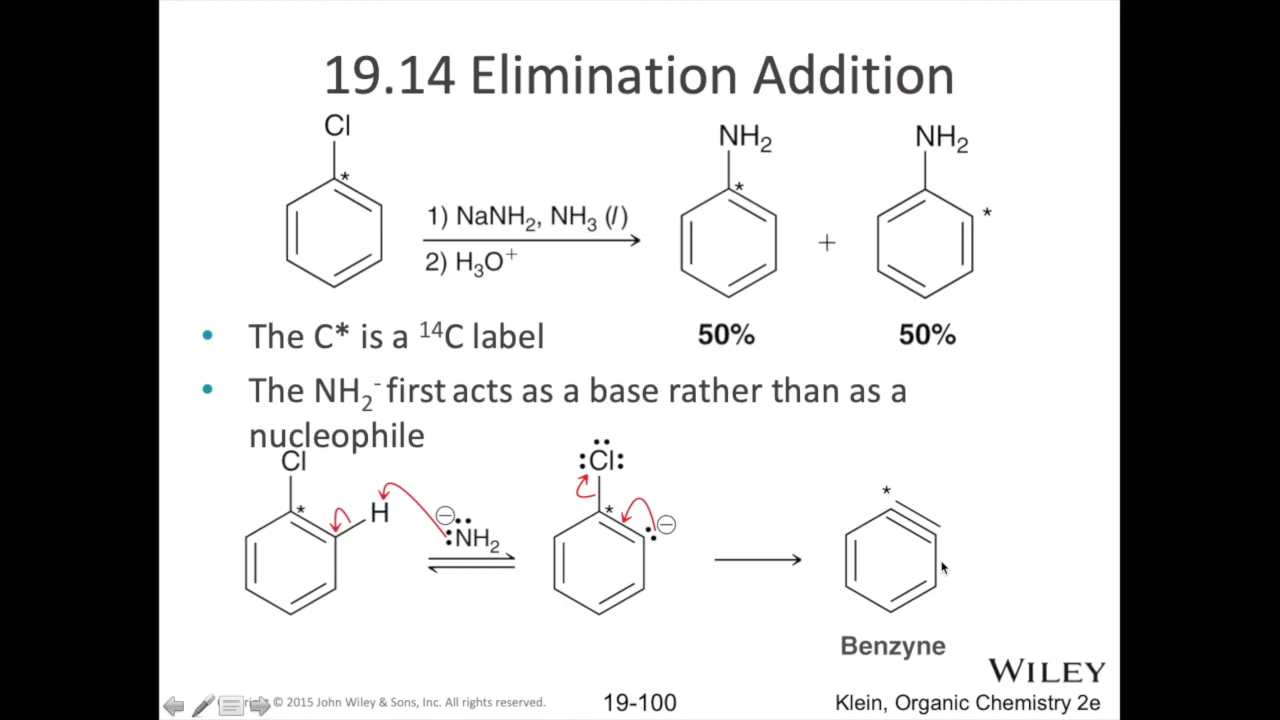 19.14 Elimination Addition
Cl
*
1) NaNH₂, NH₃ (l)
2) H₃O⁺
NH₂
*
+
NH₂
*
50%
50%
• The C* is a ¹⁴C label
• The NH₂⁻ first acts as a base rather than as a
nucleophile
Cl
*
H
⊖
:NH₂
:Cl:
*
⊖
*
Benzyne
WILEY
© 2015 John Wiley & Sons, Inc. All rights reserved.
19-100
Klein, Organic Chemistry 2e